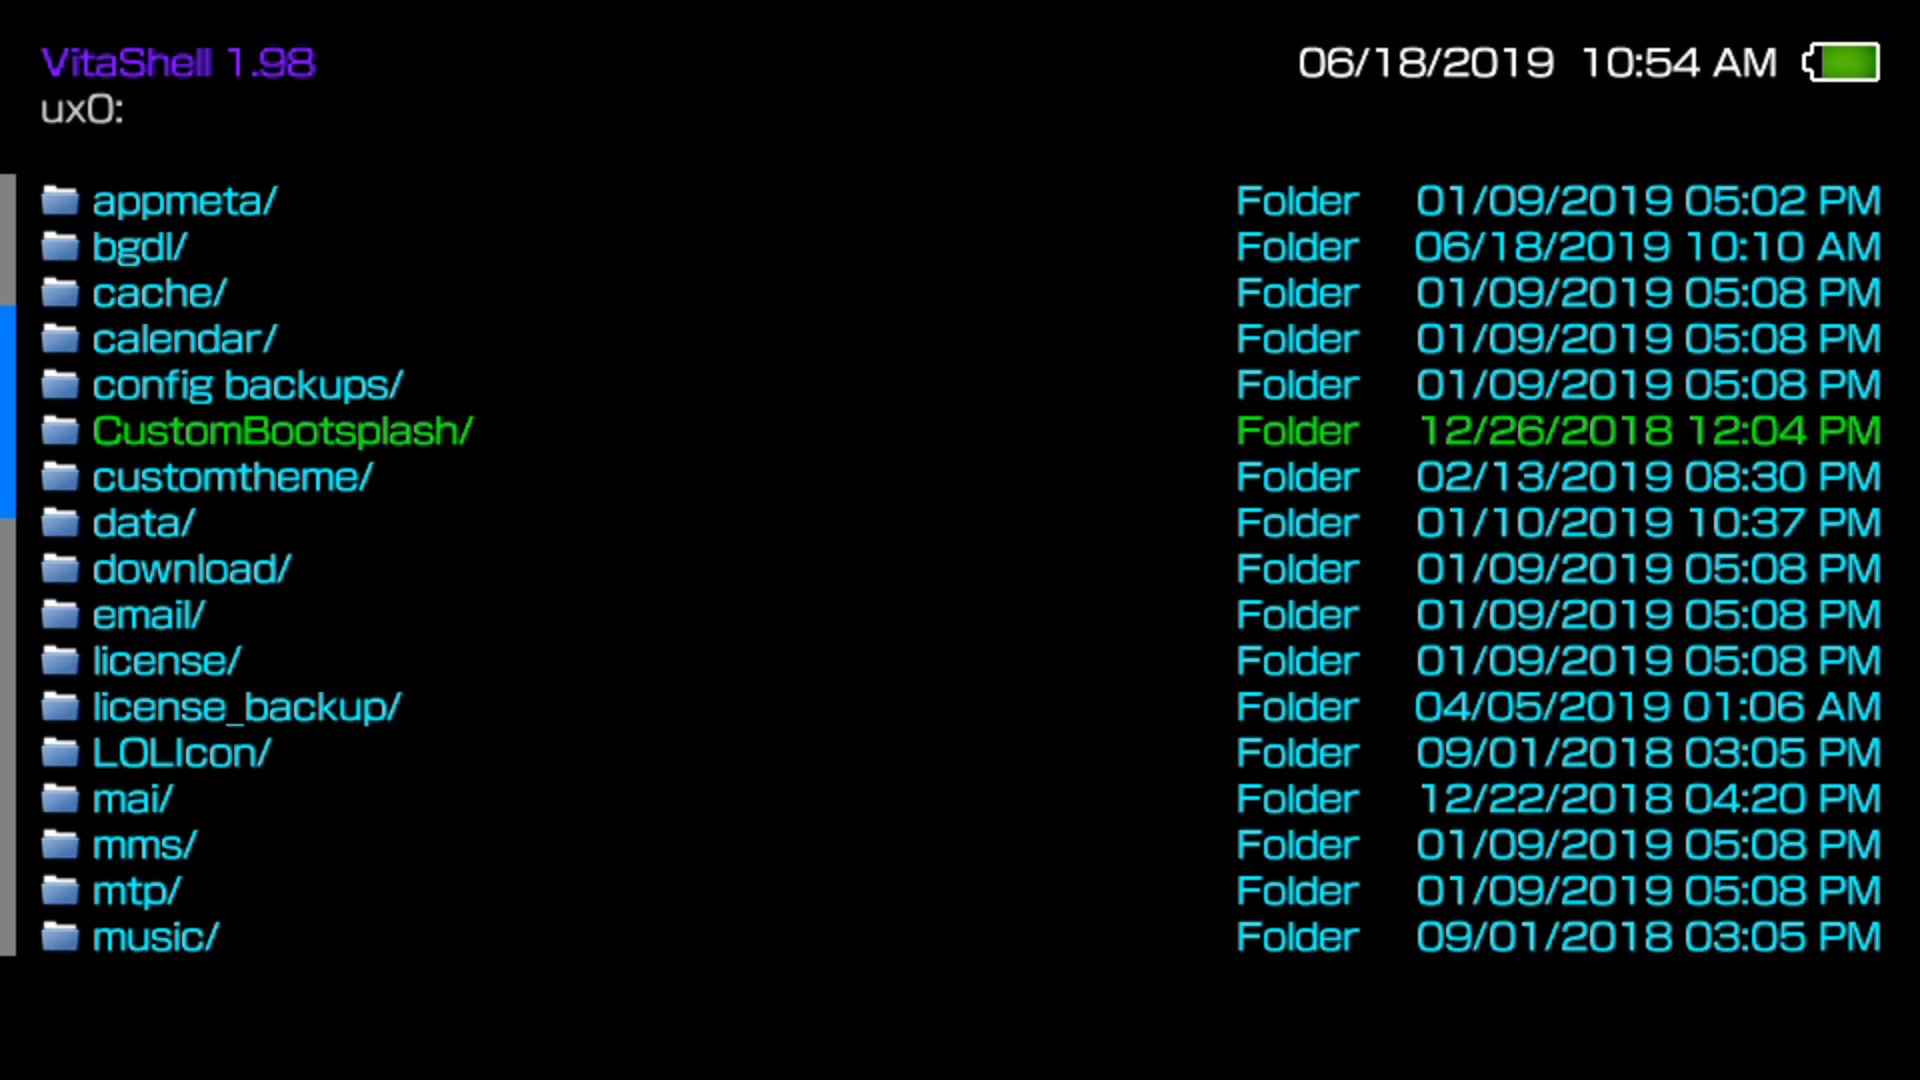 VitaShell 1.98 06/18/2019 10:54 AM
ux0:
appmeta/ Folder 01/09/2019 05:02 PM
bgdl/ Folder 06/18/2019 10:10 AM
cache/ Folder 01/09/2019 05:08 PM
calendar/ Folder 01/09/2019 05:08 PM
config backups/ Folder 01/09/2019 05:08 PM
CustomBootsplash/ Folder 12/26/2018 12:04 PM
customtheme/ Folder 02/13/2019 08:30 PM
data/ Folder 01/10/2019 10:37 PM
download/ Folder 01/09/2019 05:08 PM
email/ Folder 01/09/2019 05:08 PM
license/ Folder 01/09/2019 05:08 PM
license_backup/ Folder 04/05/2019 01:06 AM
LOLIcon/ Folder 09/01/2018 03:05 PM
mai/ Folder 12/22/2018 04:20 PM
mms/ Folder 01/09/2019 05:08 PM
mtp/ Folder 01/09/2019 05:08 PM
music/ Folder 09/01/2018 03:05 PM